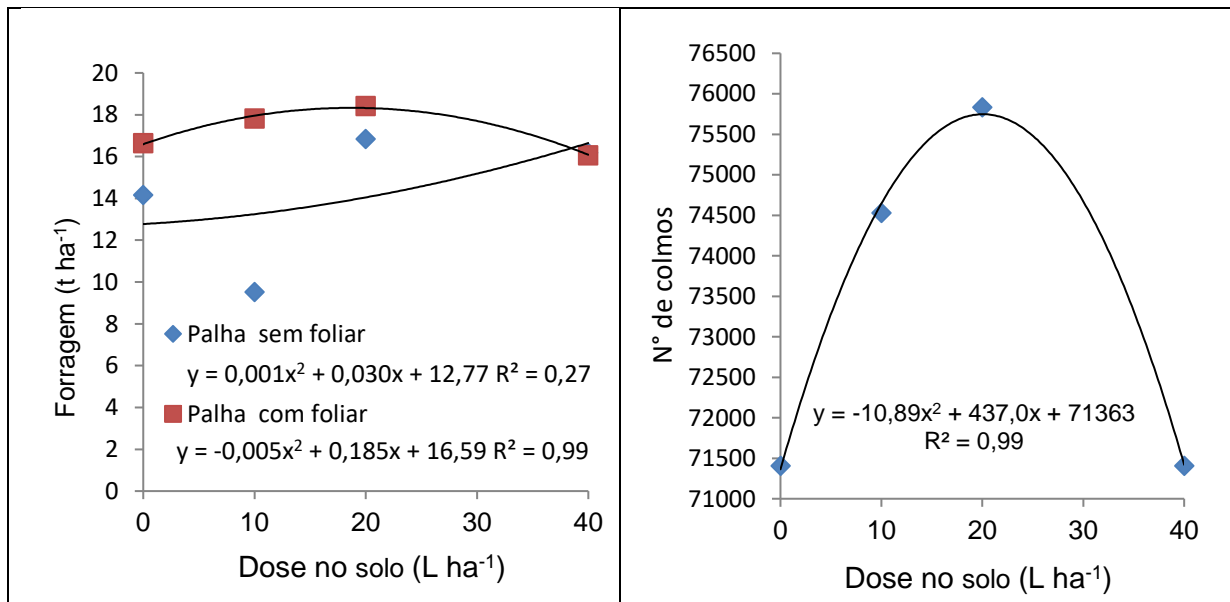 Forragem (t ha⁻¹)
20
18
16
14
12
10
8
6
4
2
0
Palha sem foliar
y = 0,001x² + 0,030x + 12,77 R² = 0,27
Palha com foliar
y = -0,005x² + 0,185x + 16,59 R² = 0,99
0 10 20 30 40
Dose no solo (L ha⁻¹)
N° de colmos
76500
76000
75500
75000
74500
74000
73500
73000
72500
72000
71500
71000
y = -10,89x² + 437,0x + 71363
R² = 0,99
0 10 20 30 40
Dose no solo (L ha⁻¹)